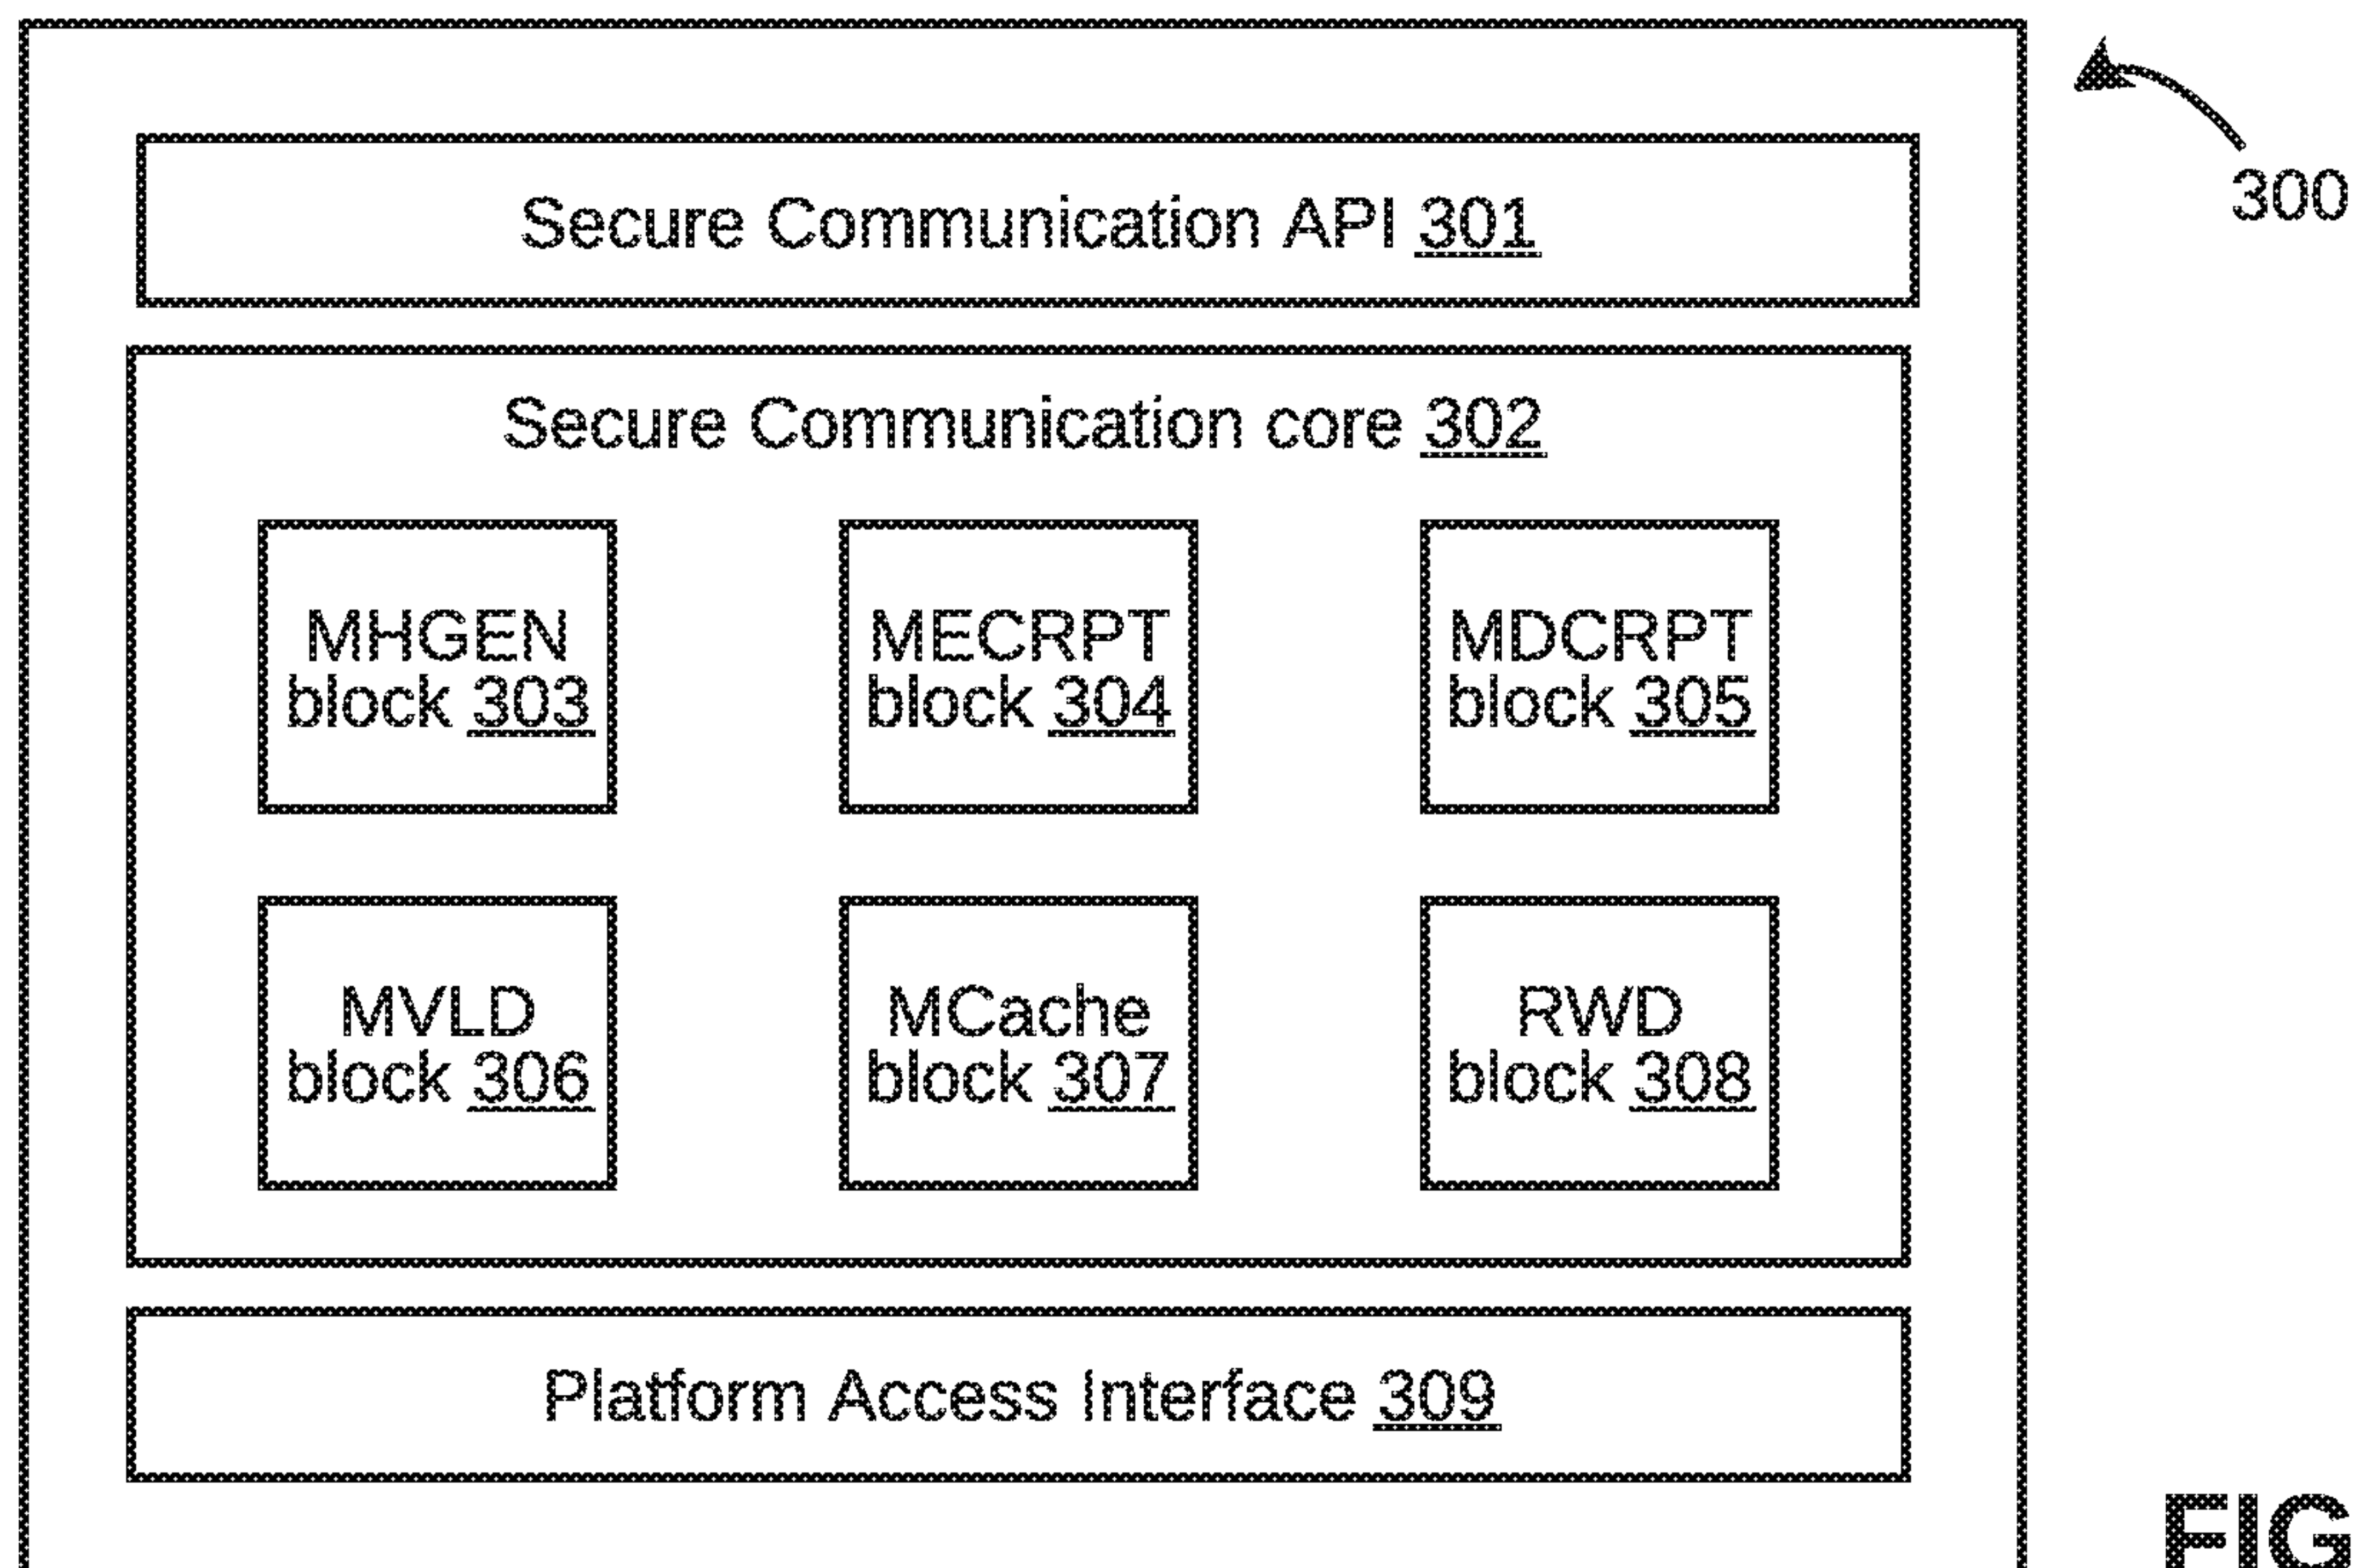 300
Secure Communication API 301
Secure Communication core 302
MHGEN
block 303
MECRPT
block 304
MDCRPT
block 305
MVLD
block 306
MCache
block 307
RWD
block 308
Platform Access Interface 309
FIG